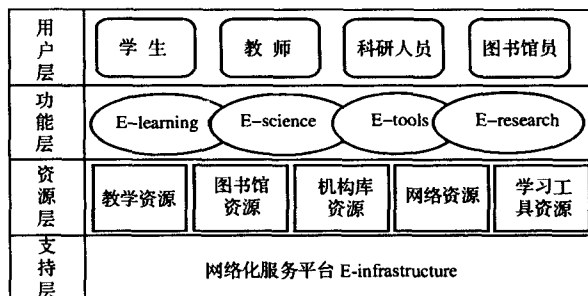 用户层
学生
教师
科研人员
图书馆员
功能层
E-learning
E-science
E-tools
E-research
资源层
教学资源
图书馆
资源
机构库
资源
网络资源
学习工
具资源
支持层
网络化服务平台 E-infrastructure